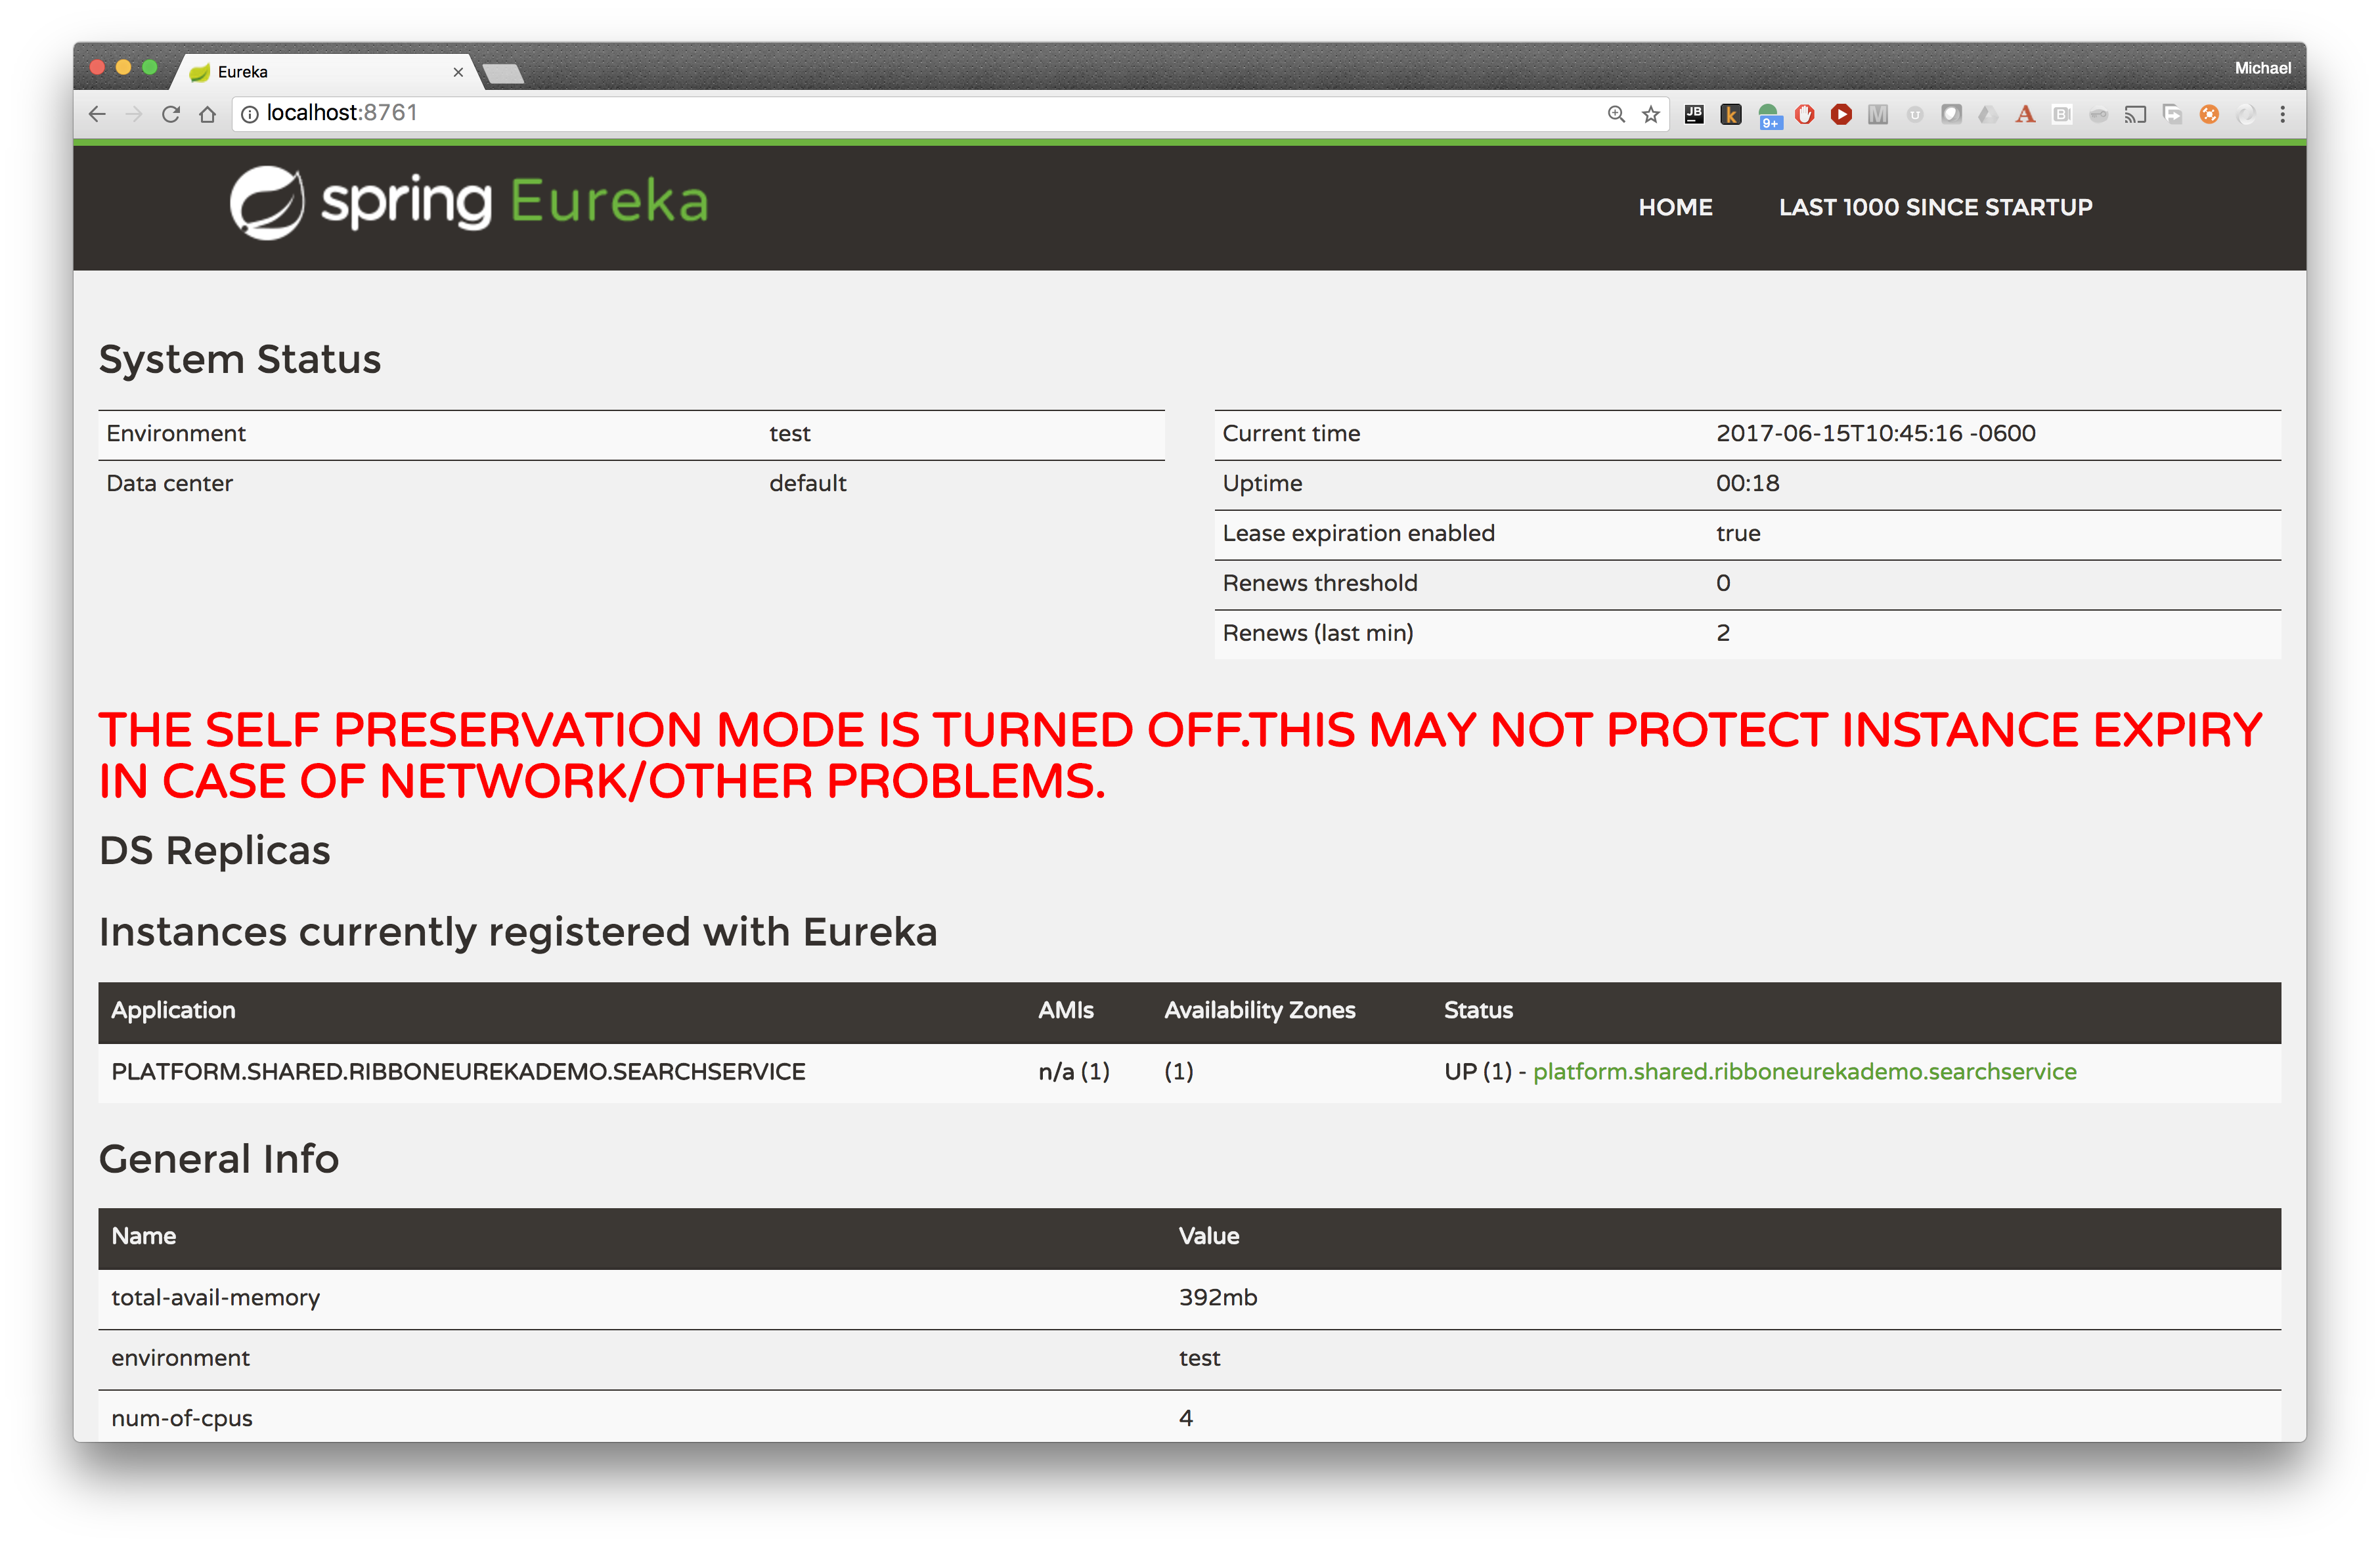 Eureka
Michael
localhost:8761
JB
k
9+
M
U
A
B
spring Eureka
HOME LAST 1000 SINCE STARTUP
System Status
Environment test
Data center default
Current time 2017-06-15T10:45:16 -0600
Uptime 00:18
Lease expiration enabled true
Renews threshold 0
Renews (last min) 2
THE SELF PRESERVATION MODE IS TURNED OFF.THIS MAY NOT PROTECT INSTANCE EXPIRY
IN CASE OF NETWORK/OTHER PROBLEMS.
DS Replicas
Instances currently registered with Eureka
Application AMIs Availability Zones Status
PLATFORM.SHARED.RIBBONEUREKADEMO.SEARCHSERVICE n/a (1) (1) UP (1) - platform.shared.ribboneurekademo.searchservice
General Info
Name Value
total-avail-memory 392mb
environment test
num-of-cpus 4